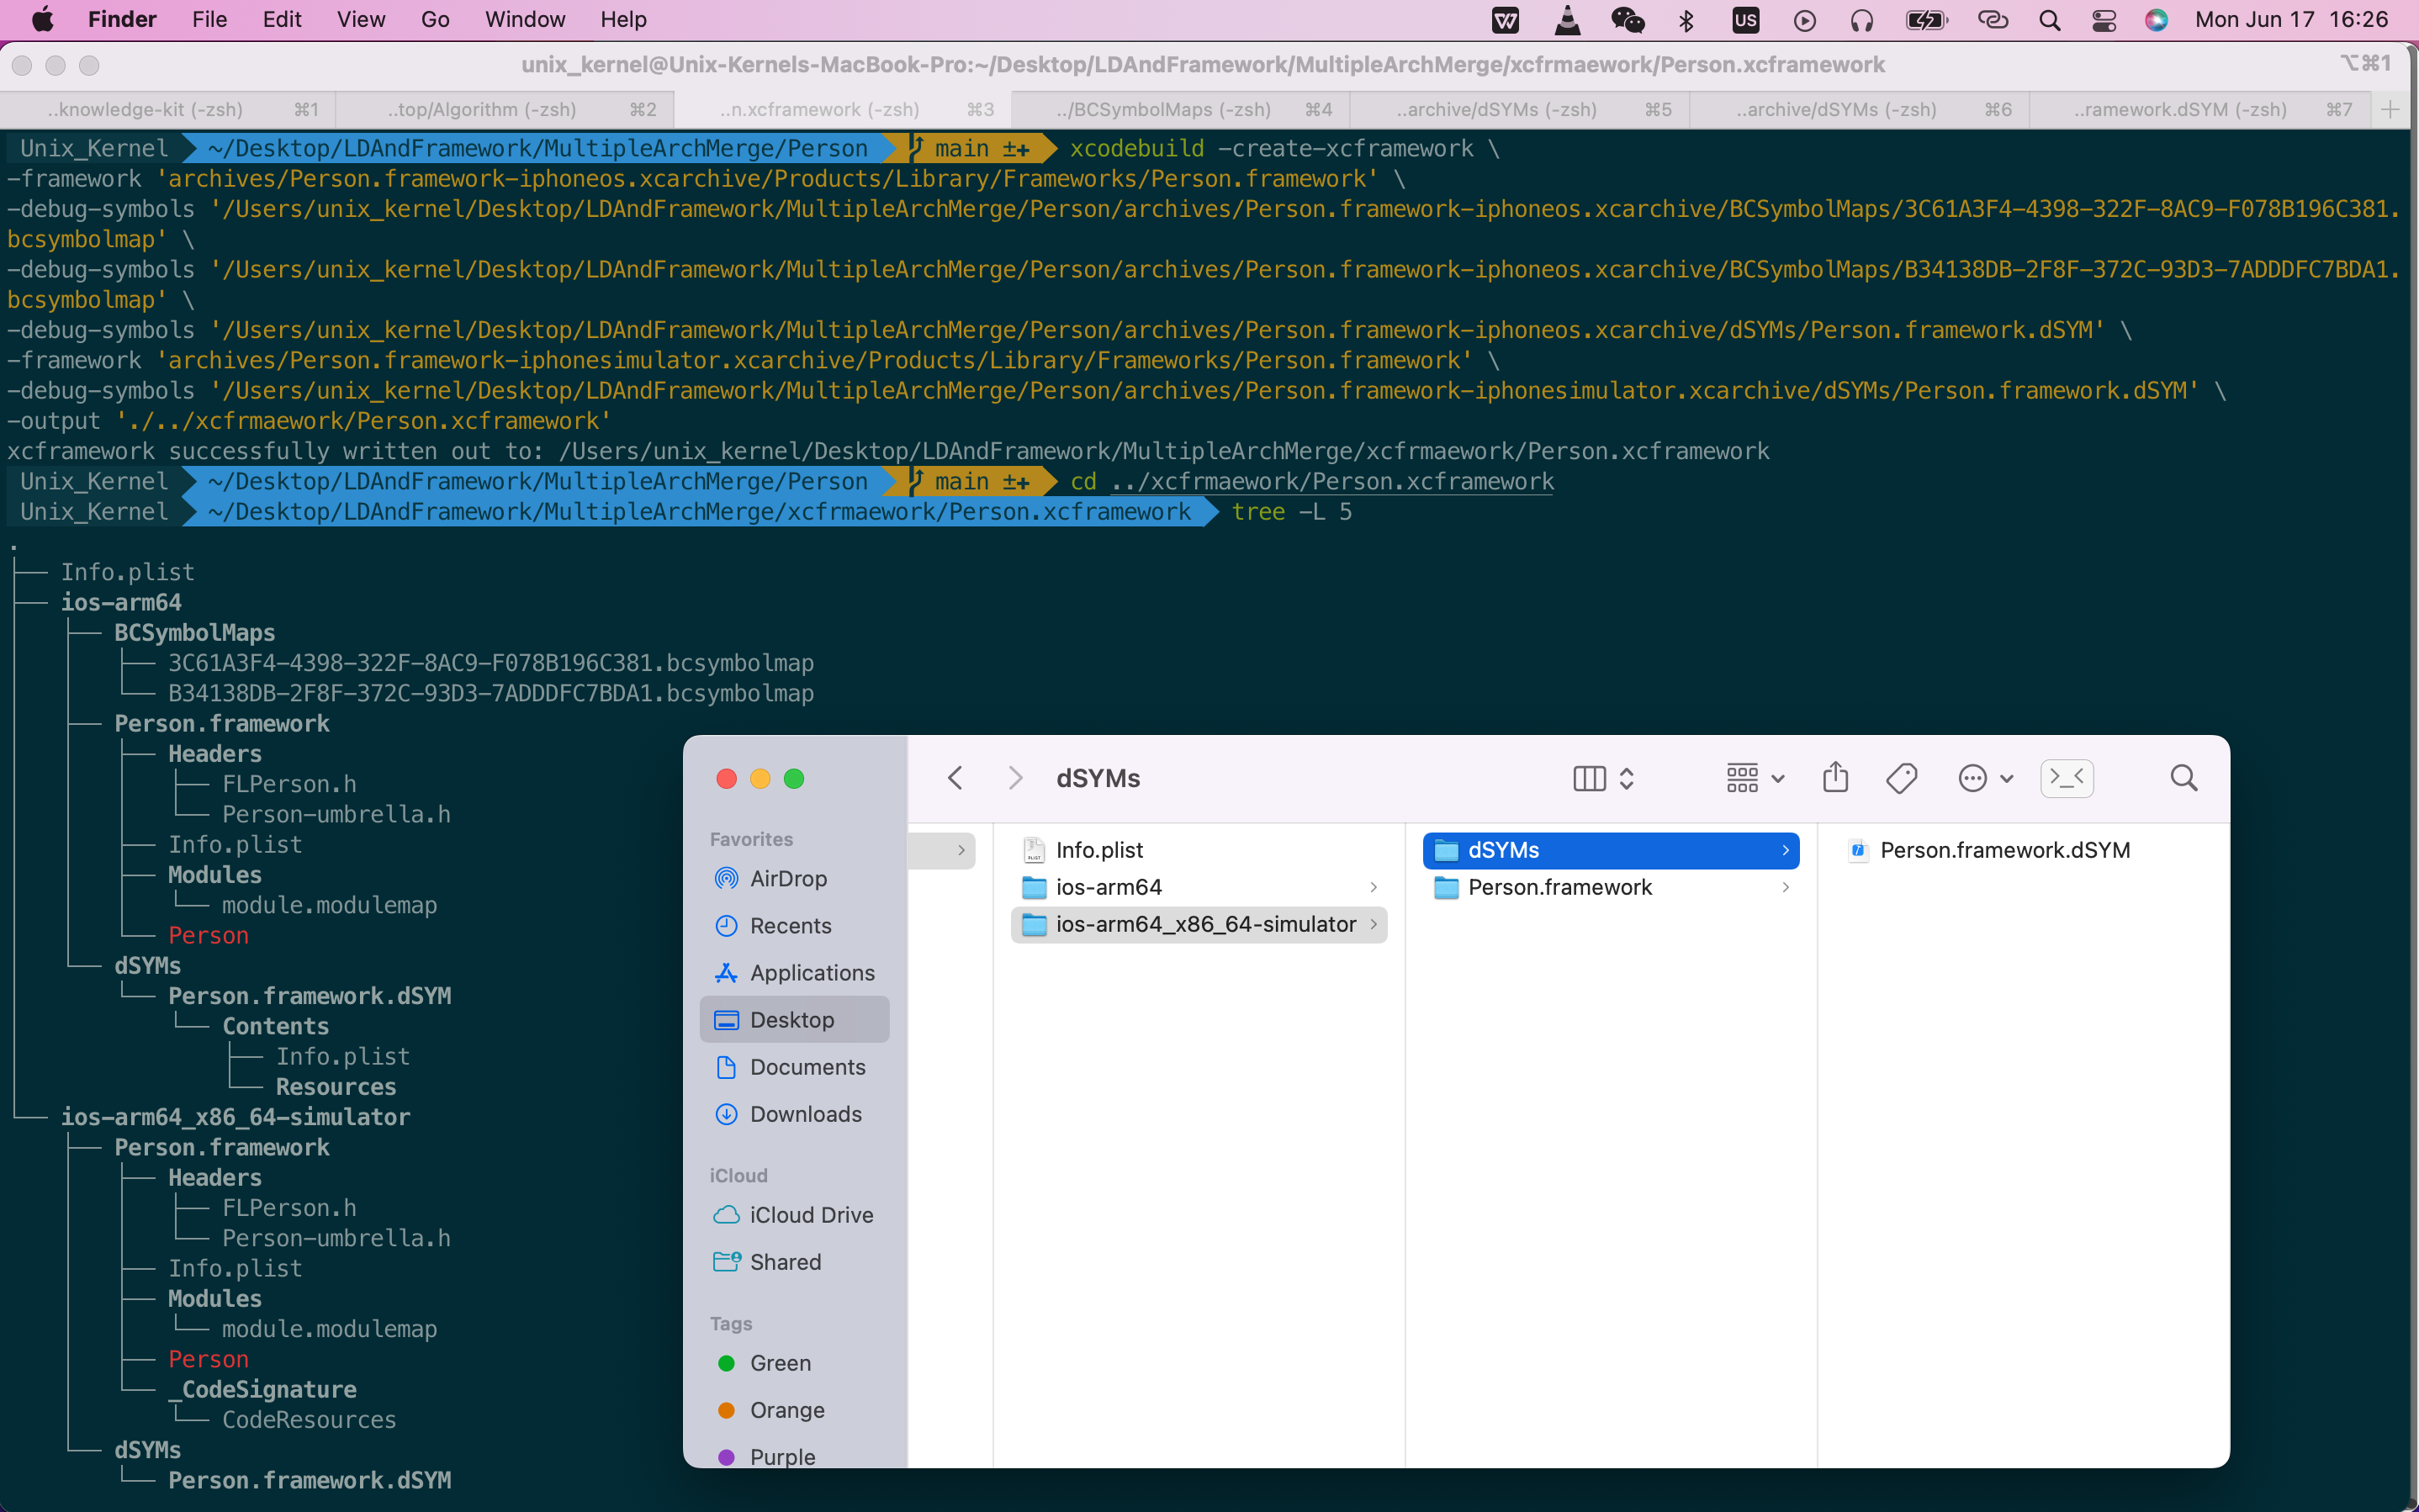 Finder File Edit View Go Window Help US Mon Jun 17 16:26
unix_kernel@Unix-Kernels-MacBook-Pro:~/Desktop/LDAndFramework/MultipleArchMerge/xcfrmaework/Person.xcframework ⌥⌘1
..knowledge-kit (-zsh) ⌘1 ..top/Algorithm (-zsh) ⌘2 ..n.xcframework (-zsh) ⌘3 ../BCSymbolMaps (-zsh) ⌘4 ..archive/dSYMs (-zsh) ⌘5 ..archive/dSYMs (-zsh) ⌘6 ..ramework.dSYM (-zsh) ⌘7
Unix_Kernel ~/Desktop/LDAndFramework/MultipleArchMerge/Person main ±+ xcodebuild -create-xcframework \
-framework 'archives/Person.framework-iphoneos.xcarchive/Products/Library/Frameworks/Person.framework' \
-debug-symbols '/Users/unix_kernel/Desktop/LDAndFramework/MultipleArchMerge/Person/archives/Person.framework-iphoneos.xcarchive/BCSymbolMaps/3C61A3F4-4398-322F-8AC9-F078B196C381.
bcsymbolmap' \
-debug-symbols '/Users/unix_kernel/Desktop/LDAndFramework/MultipleArchMerge/Person/archives/Person.framework-iphoneos.xcarchive/BCSymbolMaps/B34138DB-2F8F-372C-93D3-7ADDDFC7BDA1.
bcsymbolmap' \
-debug-symbols '/Users/unix_kernel/Desktop/LDAndFramework/MultipleArchMerge/Person/archives/Person.framework-iphoneos.xcarchive/dSYMs/Person.framework.dSYM' \
-framework 'archives/Person.framework-iphonesimulator.xcarchive/Products/Library/Frameworks/Person.framework' \
-debug-symbols '/Users/unix_kernel/Desktop/LDAndFramework/MultipleArchMerge/Person/archives/Person.framework-iphonesimulator.xcarchive/dSYMs/Person.framework.dSYM' \
-output './../xcfrmaework/Person.xcframework'
xcframework successfully written out to: /Users/unix_kernel/Desktop/LDAndFramework/MultipleArchMerge/xcfrmaework/Person.xcframework
Unix_Kernel ~/Desktop/LDAndFramework/MultipleArchMerge/Person main ±+ cd ../xcfrmaework/Person.xcframework
Unix_Kernel ~/Desktop/LDAndFramework/MultipleArchMerge/xcfrmaework/Person.xcframework tree -L 5
.
├── Info.plist
├── ios-arm64
│   ├── BCSymbolMaps
│   │   ├── 3C61A3F4-4398-322F-8AC9-F078B196C381.bcsymbolmap
│   │   └── B34138DB-2F8F-372C-93D3-7ADDDFC7BDA1.bcsymbolmap
│   ├── Person.framework
│   │   ├── Headers
│   │   │   ├── FLPerson.h
│   │   │   └── Person-umbrella.h
│   │   ├── Info.plist
│   │   ├── Modules
│   │   │   └── module.modulemap
│   │   └── Person
│   └── dSYMs
│       └── Person.framework.dSYM
│           └── Contents
│               ├── Info.plist
│               └── Resources
└── ios-arm64_x86_64-simulator
    ├── Person.framework
    │   ├── Headers
    │   │   ├── FLPerson.h
    │   │   └── Person-umbrella.h
    │   ├── Info.plist
    │   ├── Modules
    │   │   └── module.modulemap
    │   ├── Person
    │   └── _CodeSignature
    │       └── CodeResources
    └── dSYMs
        └── Person.framework.dSYM
dSYMs
Favorites
AirDrop
Recents
Applications
Desktop
Documents
Downloads
iCloud
iCloud Drive
Shared
Tags
Green
Orange
Purple
Info.plist
ios-arm64
ios-arm64_x86_64-simulator
dSYMs
Person.framework
Person.framework.dSYM